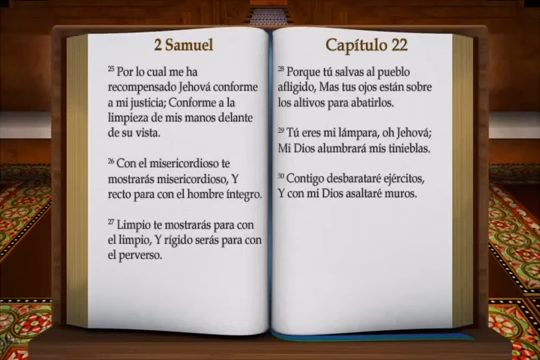 2 Samuel
25 Por lo cual me ha
recompensado Jehová conforme
a mi justicia; Conforme a la
limpieza de mis manos delante
de su vista.
26 Con el misericordioso te
mostrarás misericordioso, Y
recto para con el hombre íntegro.
27 Limpio te mostrarás para con
el limpio, Y rígido serás para con
el perverso.
Capítulo 22
28 Porque tú salvas al pueblo
afligido, Mas tus ojos están sobre
los altivos para abatirlos.
29 Tú eres mi lámpara, oh Jehová;
Mi Dios alumbrará mis tinieblas.
30 Contigo desbarataré ejércitos,
Y con mi Dios asaltaré muros.